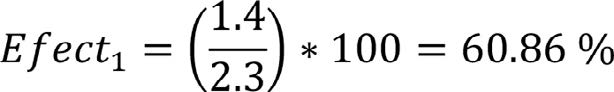 Efect₁ = (1.4/2.3) * 100 = 60.86 %